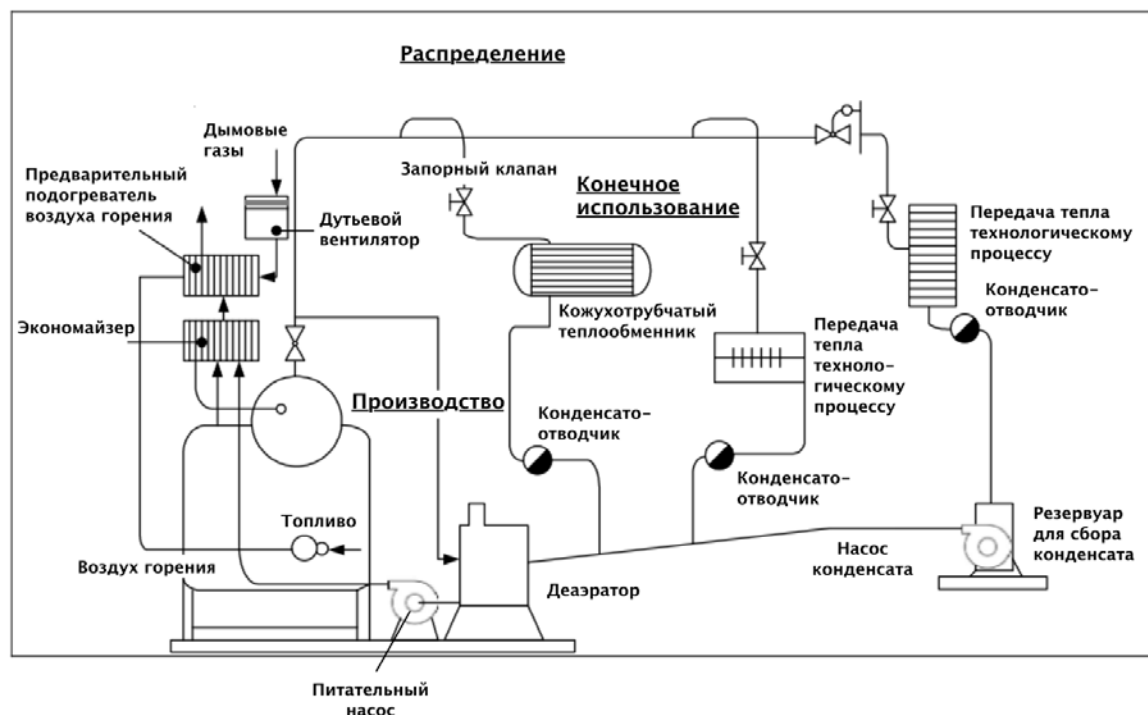 Распределение
Дымовые
газы
Предварительный
подогреватель
воздуха горения
Дутьевой
вентилятор
Запорный клапан
Конечное
использование
Передача тепла
технологическому
процессу
Конденсато-
отводчик
Экономайзер
Кожухотрубчатый
теплообменник
Передача
тепла
техноло-
гическому
процессу
Производство
Конденсато-
отводчик
Конденсато-
отводчик
Топливо
Воздух горения
Деаэратор
Насос
конденсата
Резервуар
для сбора
конденсата
Питательный
насос